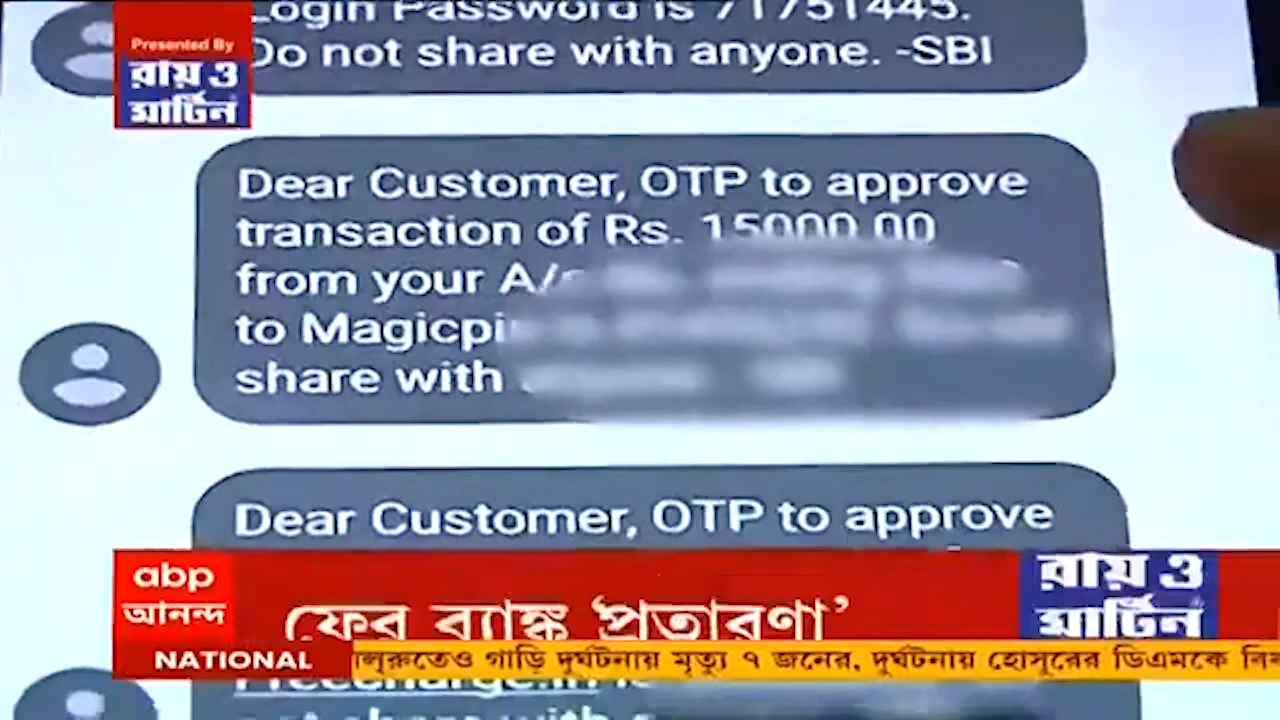 Login Password is 71751445.
Do not share with anyone. -SBI
Presented By
রায় ও
মার্টিন
Dear Customer, OTP to approve
transaction of Rs. 15000.00
from your
to
share with
Dear Customer, OTP to approve
abp
আনন্দ
ফের ব্যাঙ্ক ‘প্রতারণা’
রায় ও
মার্টিন
NATIONAL
গাড়ি দুর্ঘটনায় মৃত্যু ৭ জনের, দুর্ঘটনায় হোসুরের ডিএমকে